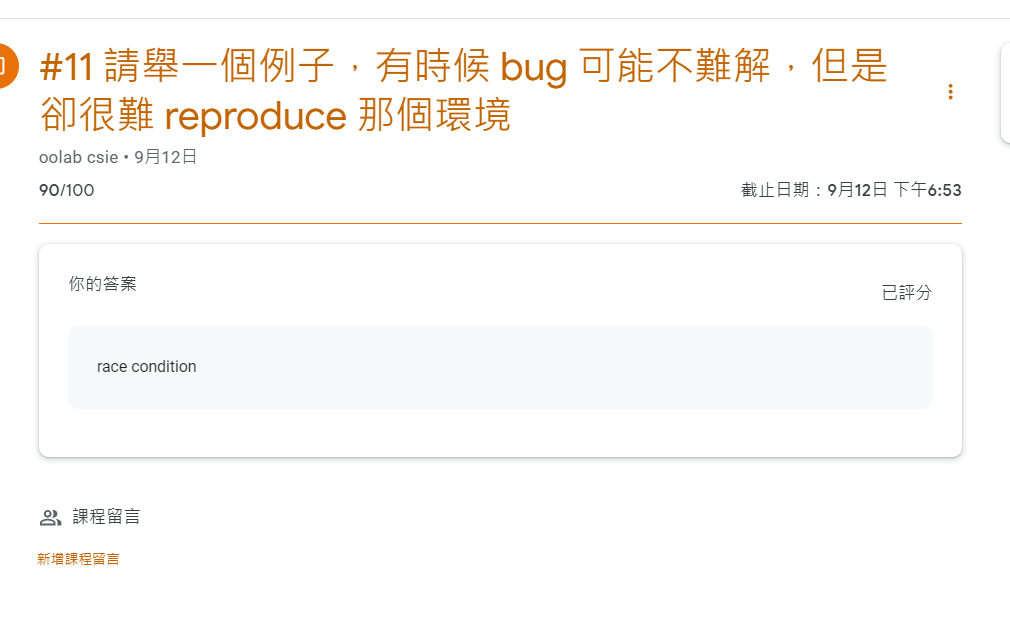 #11 請舉一個例子，有時候 bug 可能不難解，但是
卻很難 reproduce 那個環境
oolab csie • 9月12日
90/100
截止日期：9月12日 下午6:53
你的答案
已評分
race condition
課程留言
新增課程留言